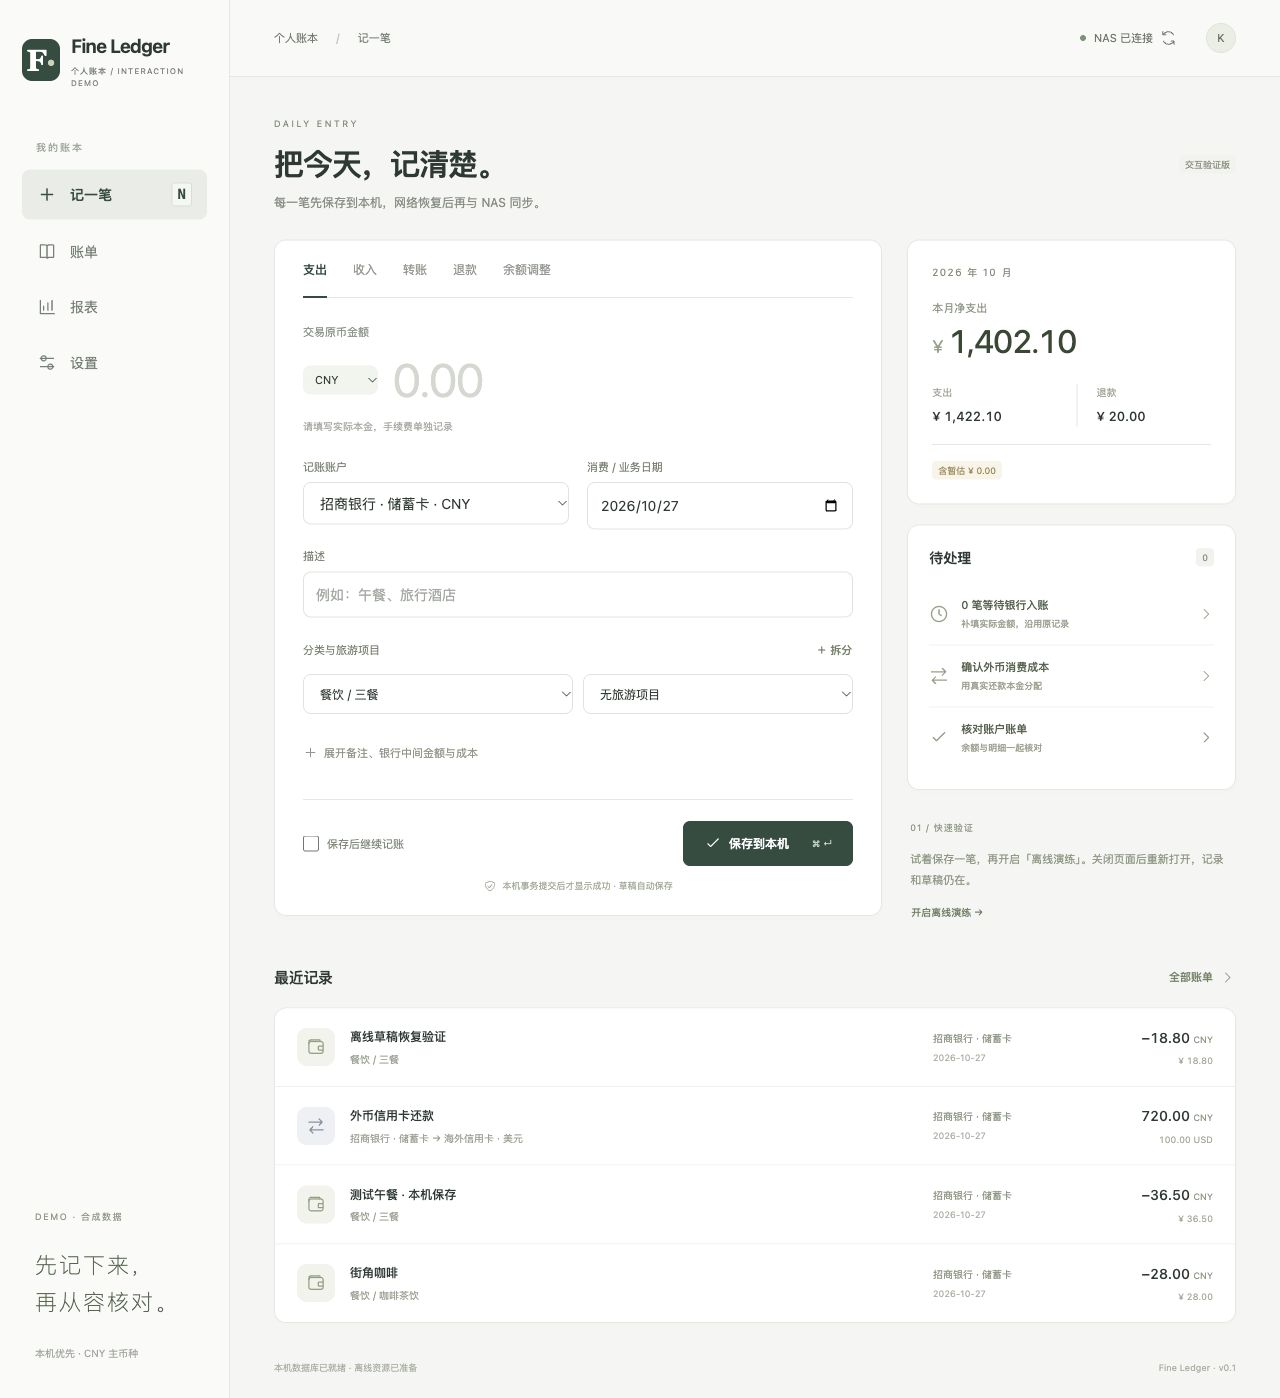 F.
Fine Ledger
个人账本 / INTERACTION
DEMO
我的账本
记一笔 N
账单
报表
设置
DEMO · 合成数据
先记下来，
再从容核对。
本机优先 · CNY 主币种
个人账本 / 记一笔
NAS 已连接
K
DAILY ENTRY
把今天，记清楚。
每一笔先保存到本机，网络恢复后再与 NAS 同步。
交互验证版
支出 收入 转账 退款 余额调整
交易原币金额
CNY 0.00
请填写实际本金，手续费单独记录
记账账户
招商银行 · 储蓄卡 · CNY
消费 / 业务日期
2026/10/27
描述
例如：午餐、旅行酒店
分类与旅游项目
+ 拆分
餐饮 / 三餐
无旅游项目
+ 展开备注、银行中间金额与成本
保存后继续记账
保存到本机 ⌘ ↵
本机事务提交后才显示成功 · 草稿自动保存
2026 年 10 月
本月净支出
¥ 1,402.10
支出
¥ 1,422.10
退款
¥ 20.00
含暂估 ¥ 0.00
待处理 0
0 笔等待银行入账
补填实际金额，沿用原记录
确认外币消费成本
用真实还款本金分配
核对账户账单
余额与明细一起核对
01 / 快速验证
试着保存一笔，再开启「离线演练」。关闭页面后重新打开，记录
和草稿仍在。
开启离线演练 →
最近记录
全部账单
离线草稿恢复验证
餐饮 / 三餐
招商银行 · 储蓄卡
2026-10-27
−18.80 CNY
¥ 18.80
外币信用卡还款
招商银行 · 储蓄卡 → 海外信用卡 · 美元
招商银行 · 储蓄卡
2026-10-27
720.00 CNY
100.00 USD
测试午餐 · 本机保存
餐饮 / 三餐
招商银行 · 储蓄卡
2026-10-27
−36.50 CNY
¥ 36.50
街角咖啡
餐饮 / 咖啡茶饮
招商银行 · 储蓄卡
2026-10-27
−28.00 CNY
¥ 28.00
本机数据库已就绪 · 离线资源已准备
Fine Ledger · v0.1